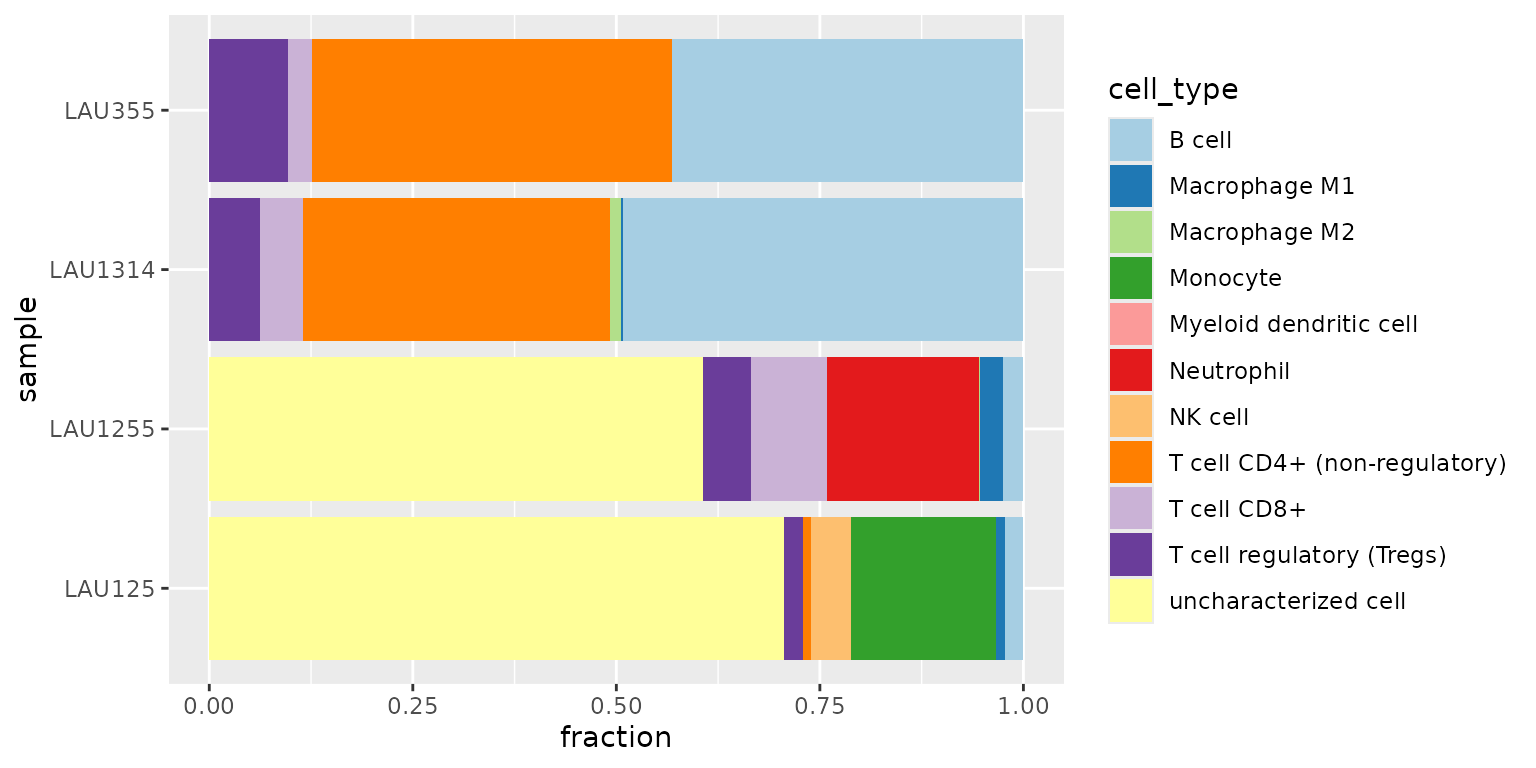 sample
LAU355
LAU1314
LAU1255
LAU125
0.00 0.25 0.50 0.75 1.00
fraction
cell_type
B cell
Macrophage M1
Macrophage M2
Monocyte
Myeloid dendritic cell
Neutrophil
NK cell
T cell CD4+ (non-regulatory)
T cell CD8+
T cell regulatory (Tregs)
uncharacterized cell